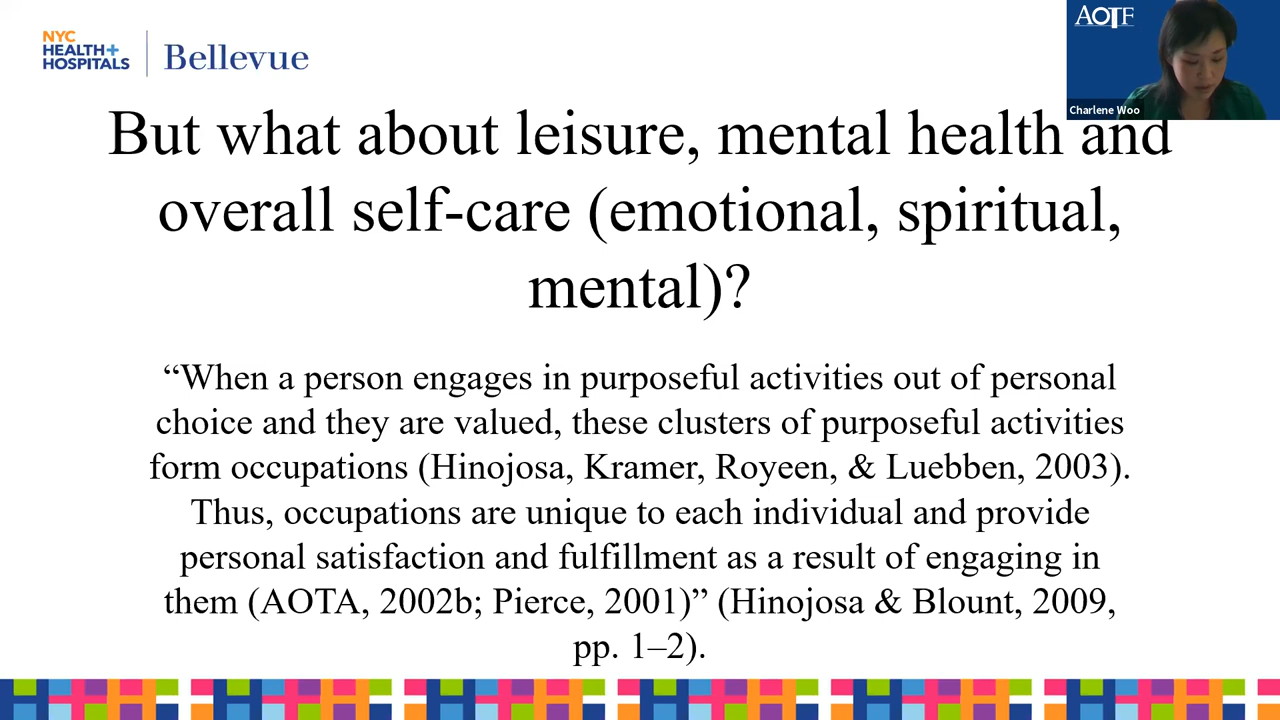 NYC
HEALTH+
HOSPITALS
Bellevue
AOTF
Charlene Woo
But what about leisure, mental health and
overall self-care (emotional, spiritual,
mental)?
“When a person engages in purposeful activities out of personal
choice and they are valued, these clusters of purposeful activities
form occupations (Hinojosa, Kramer, Royeen, & Luebben, 2003).
Thus, occupations are unique to each individual and provide
personal satisfaction and fulfillment as a result of engaging in
them (AOTA, 2002b; Pierce, 2001)” (Hinojosa & Blount, 2009,
pp. 1–2).